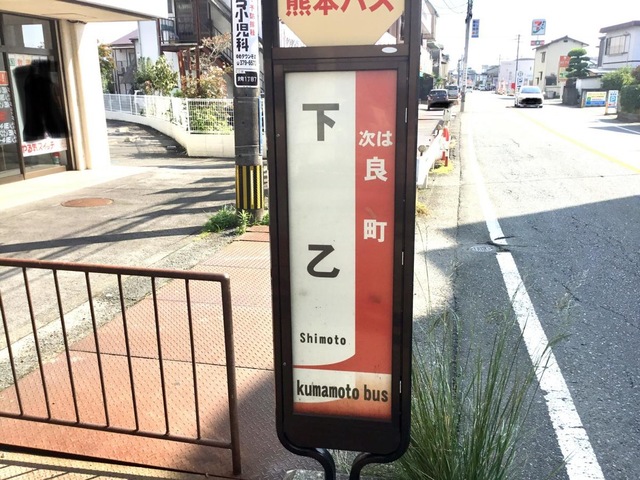 熊本バス
下乙
次は
良町
Shimoto
kumamoto bus
小児科